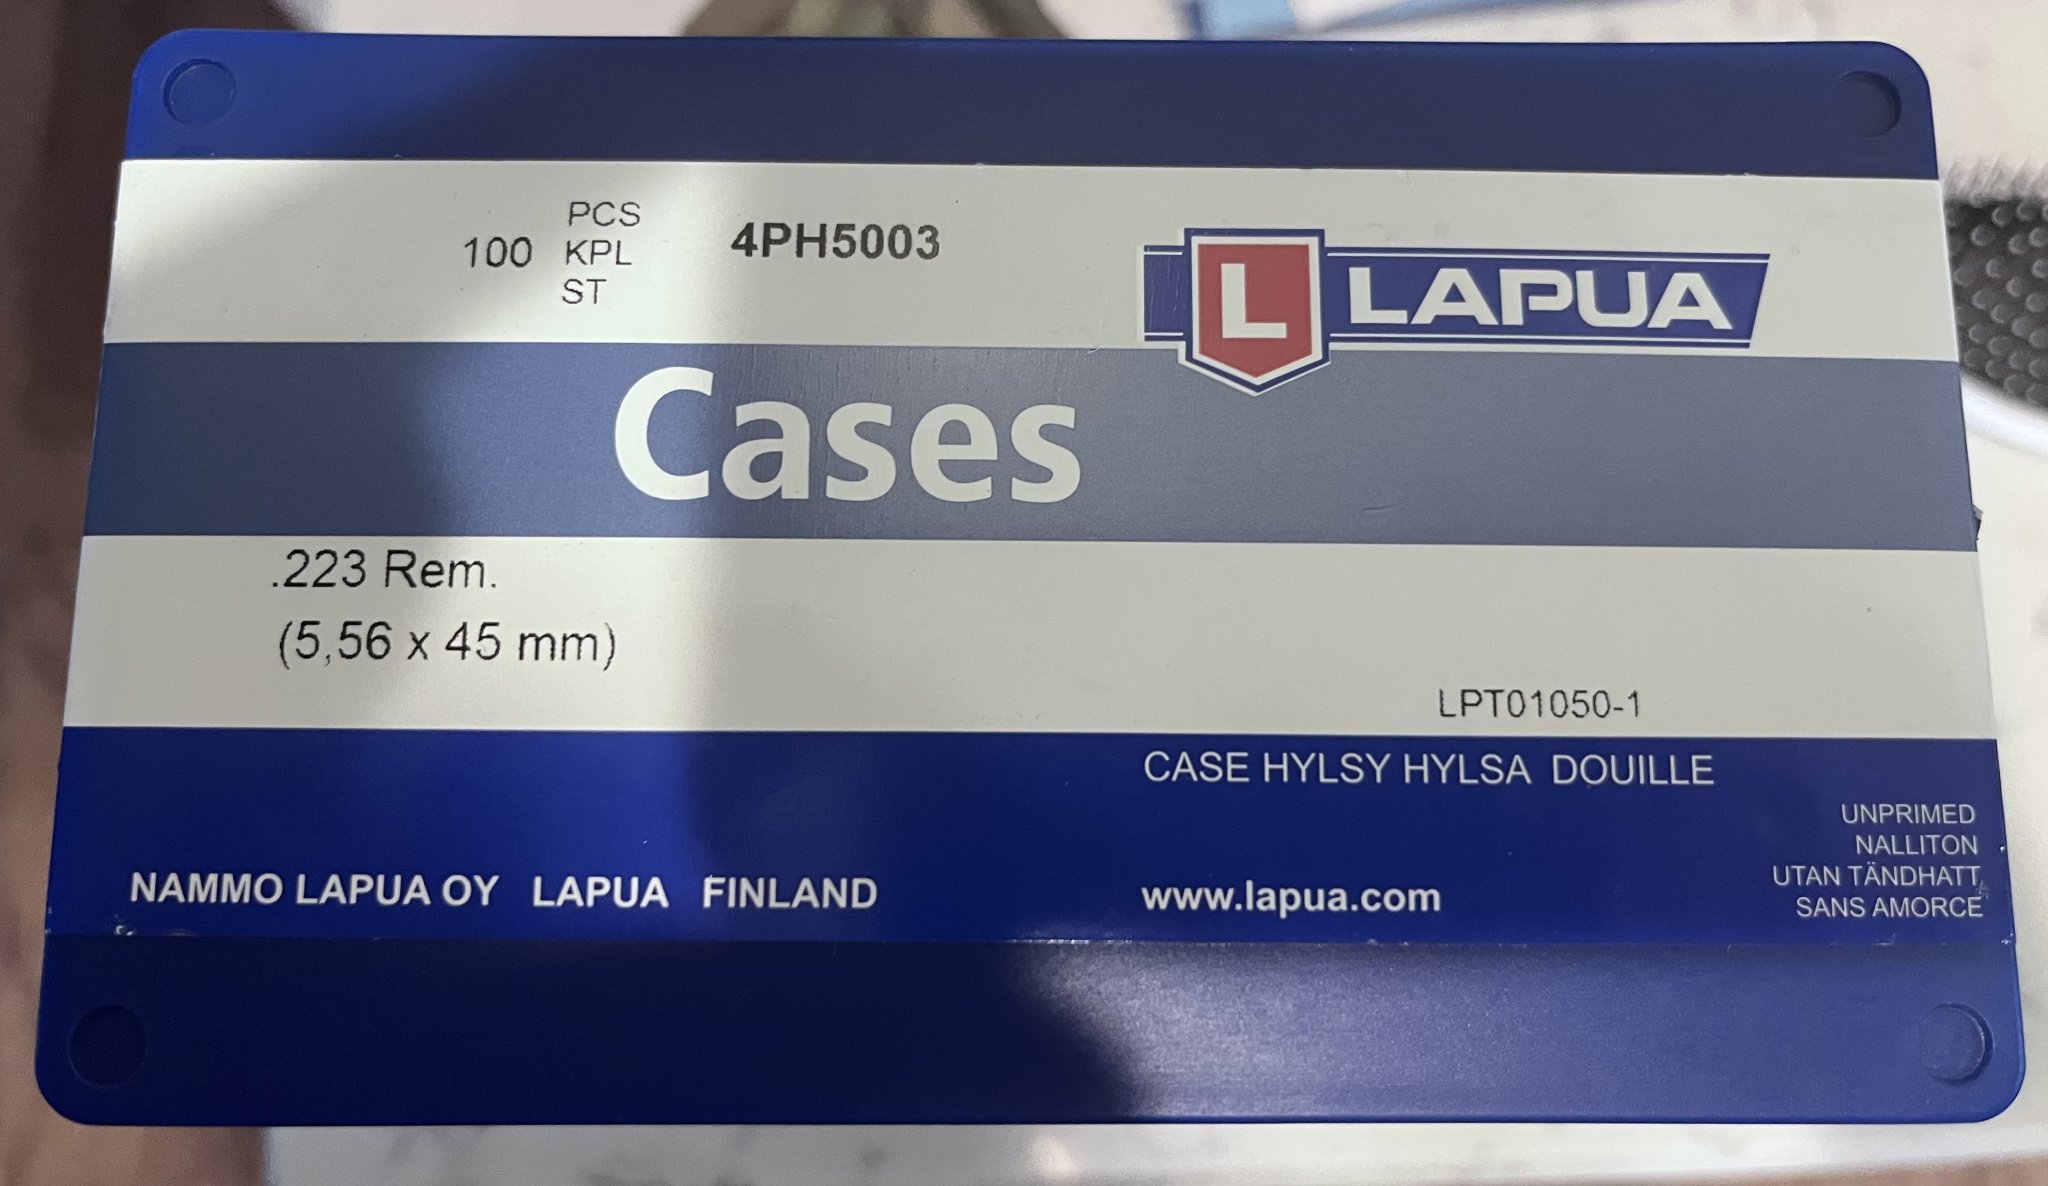 PCS
100 KPL
ST
4PH5003
L LAPUA
Cases
.223 Rem.
(5,56 x 45 mm)
LPT01050-1
CASE HYLSY HYLSA DOUILLE
UNPRIMED
NALLITON
UTAN TÄNDHATT
SANS AMORCE
NAMMO LAPUA OY LAPUA FINLAND
www.lapua.com